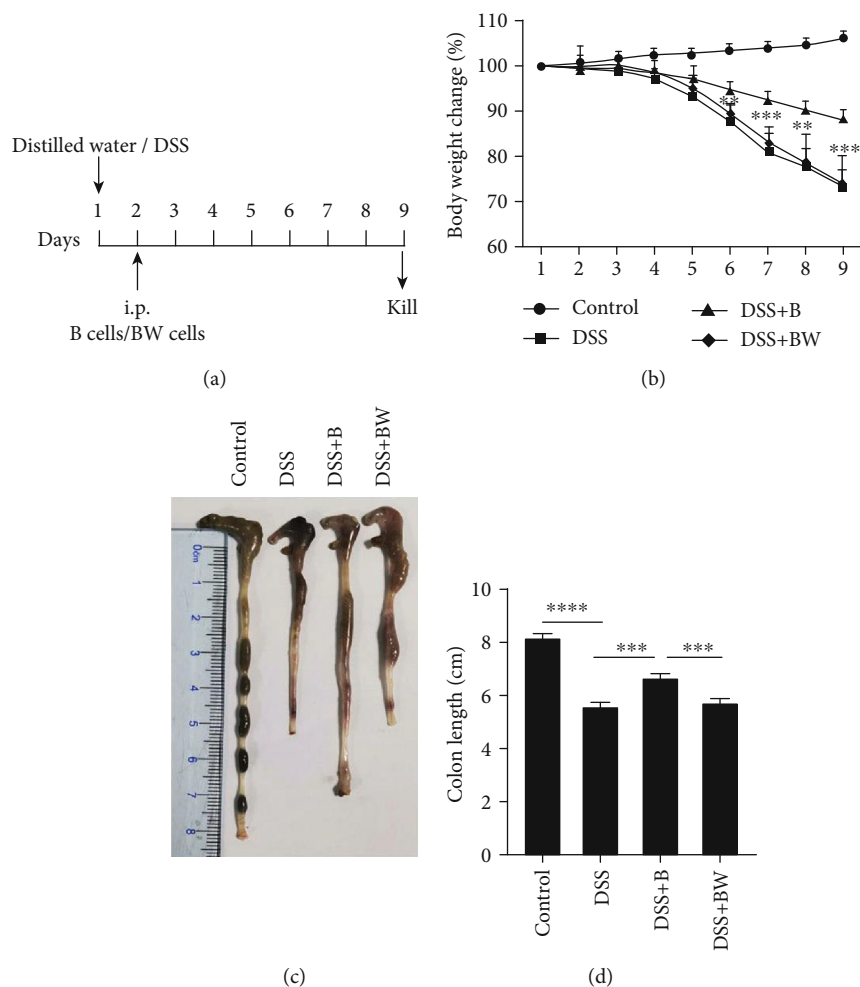 Distilled water / DSS
1 2 3 4 5 6 7 8 9
Days
i.p.
B cells/BW cells
Kill
(a)
Body weight change (%)
110
100
90
80
70
60
** *** ** ***
1 2 3 4 5 6 7 8 9
Control
DSS
DSS+B
DSS+BW
(b)
Control
DSS
DSS+B
DSS+BW
0cm
1
2
3
4
5
6
7
8
(c)
Colon length (cm)
10
8
6
4
2
0
****
*** ***
Control
DSS
DSS+B
DSS+BW
(d)